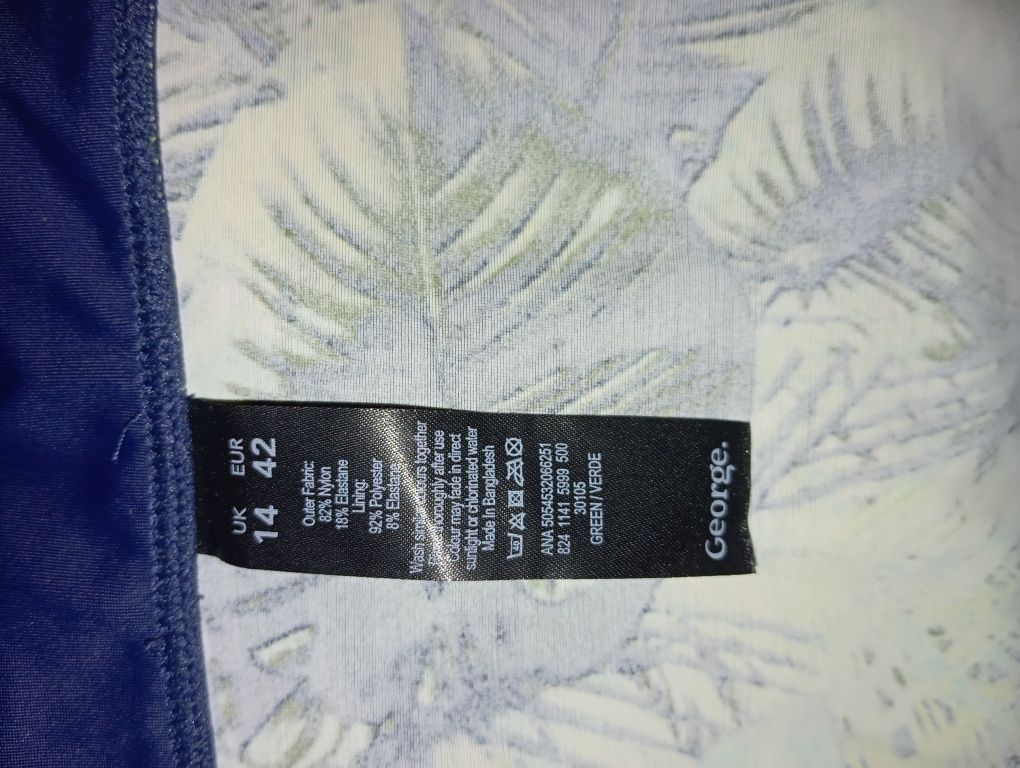 UK EUR
14 42
Outer Fabric
82% Nylon
18% Elastane
Lining
92% Polyester
8% Elastane
Wash similar colours together
Rinse thoroughly after use
Colour may fade in direct
sunlight or chlorinated water
Made in Bangladesh
ANA 5054532066251
824 1141 5999 500
30105
GREEN / VERDE
George.